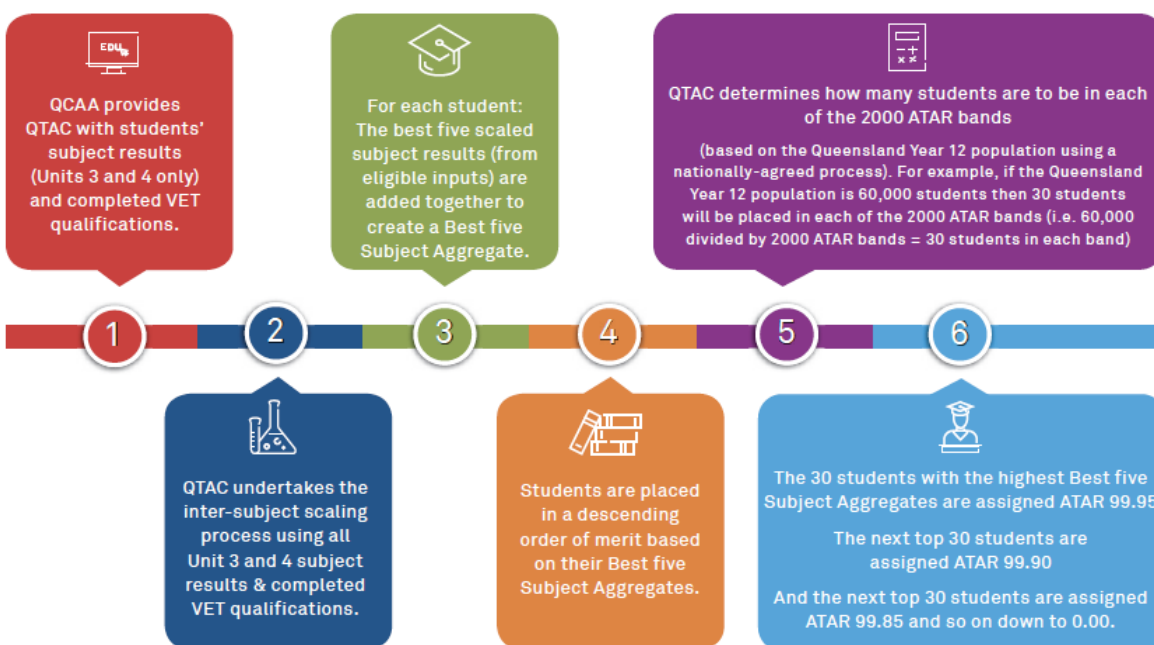 EDU
QCAA provides
QTAC with students'
subject results
(Units 3 and 4 only)
and completed VET
qualifications.
For each student:
The best five scaled
subject results (from
eligible inputs) are
added together to
create a Best five
Subject Aggregate.
QTAC determines how many students are to be in each
of the 2000 ATAR bands
(based on the Queensland Year 12 population using a
nationally-agreed process). For example, if the Queensland
Year 12 population is 60,000 students then 30 students
will be placed in each of the 2000 ATAR bands (i.e. 60,000
divided by 2000 ATAR bands = 30 students in each band)
1
2
3
4
5
6
QTAC undertakes the
inter-subject scaling
process using all
Unit 3 and 4 subject
results & completed
VET qualifications.
Students are placed
in a descending
order of merit based
on their Best five
Subject Aggregates.
The 30 students with the highest Best five
Subject Aggregates are assigned ATAR 99.95
The next top 30 students are
assigned ATAR 99.90
And the next top 30 students are assigned
ATAR 99.85 and so on down to 0.00.